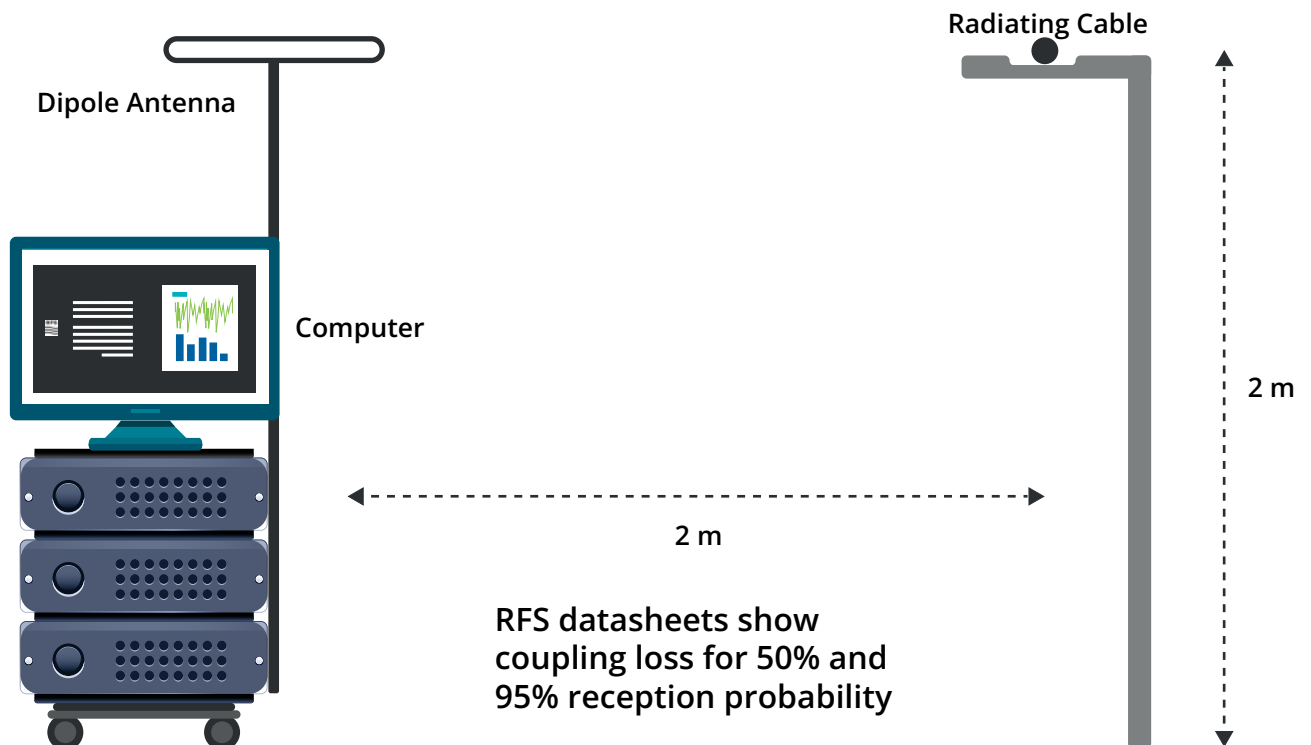 Radiating Cable
Dipole Antenna
Computer
2 m
2 m
RFS datasheets show
coupling loss for 50% and
95% reception probability